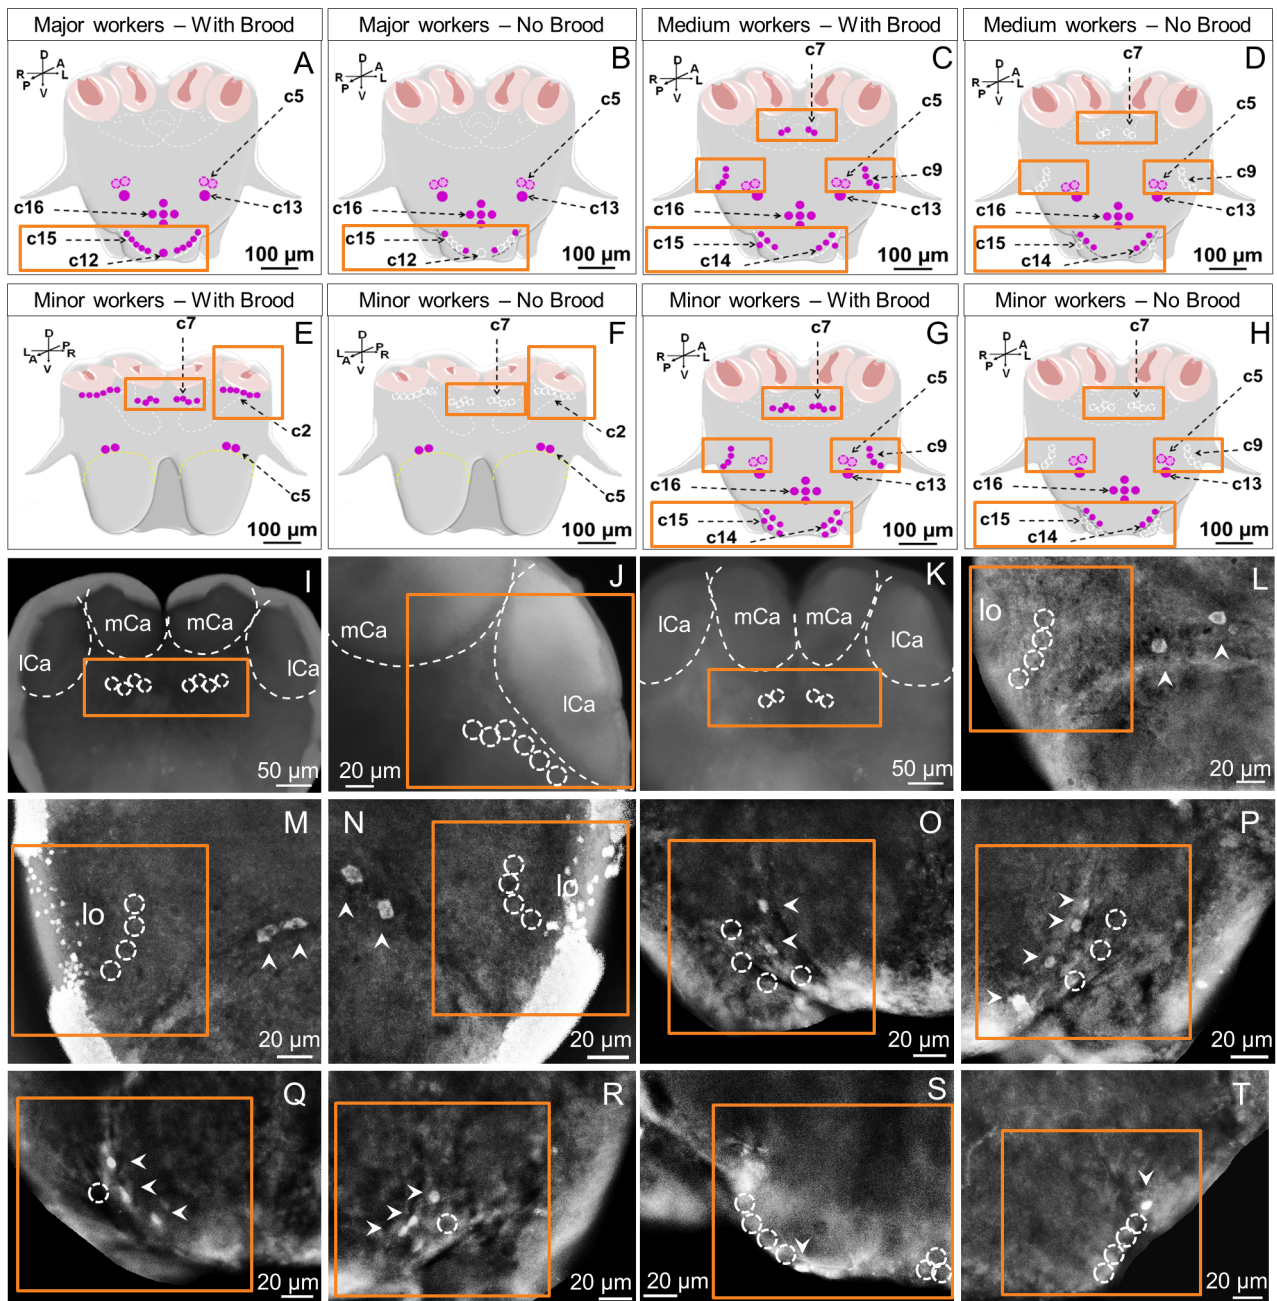 Major workers – With Brood
Major workers – No Brood
Medium workers – With Brood
Medium workers – No Brood
A
D
A
R
L
P
V
c5
c16
c13
c15
c12
100 µm
B
D
A
R
L
P
V
c5
c16
c13
c15
c12
100 µm
C
D
A
R
L
P
V
c7
c5
c9
c16
c13
c15
c14
100 µm
D
D
A
R
L
P
V
c7
c5
c9
c16
c13
c15
c14
100 µm
Minor workers – With Brood
Minor workers – No Brood
Minor workers – With Brood
Minor workers – No Brood
E
D
P
L
R
A
V
c7
c2
c5
100 µm
F
D
P
L
R
A
V
c7
c2
c5
100 µm
G
D
A
R
L
P
V
c7
c5
c9
c16
c13
c15
c14
100 µm
H
D
A
R
L
P
V
c7
c5
c9
c16
c13
c15
c14
100 µm
I
mCa
mCa
lCa
lCa
50 µm
J
mCa
lCa
20 µm
K
lCa
mCa
mCa
lCa
50 µm
L
lo
20 µm
M
lo
20 µm
N
lo
20 µm
O
20 µm
P
20 µm
Q
20 µm
R
20 µm
S
20 µm
T
20 µm